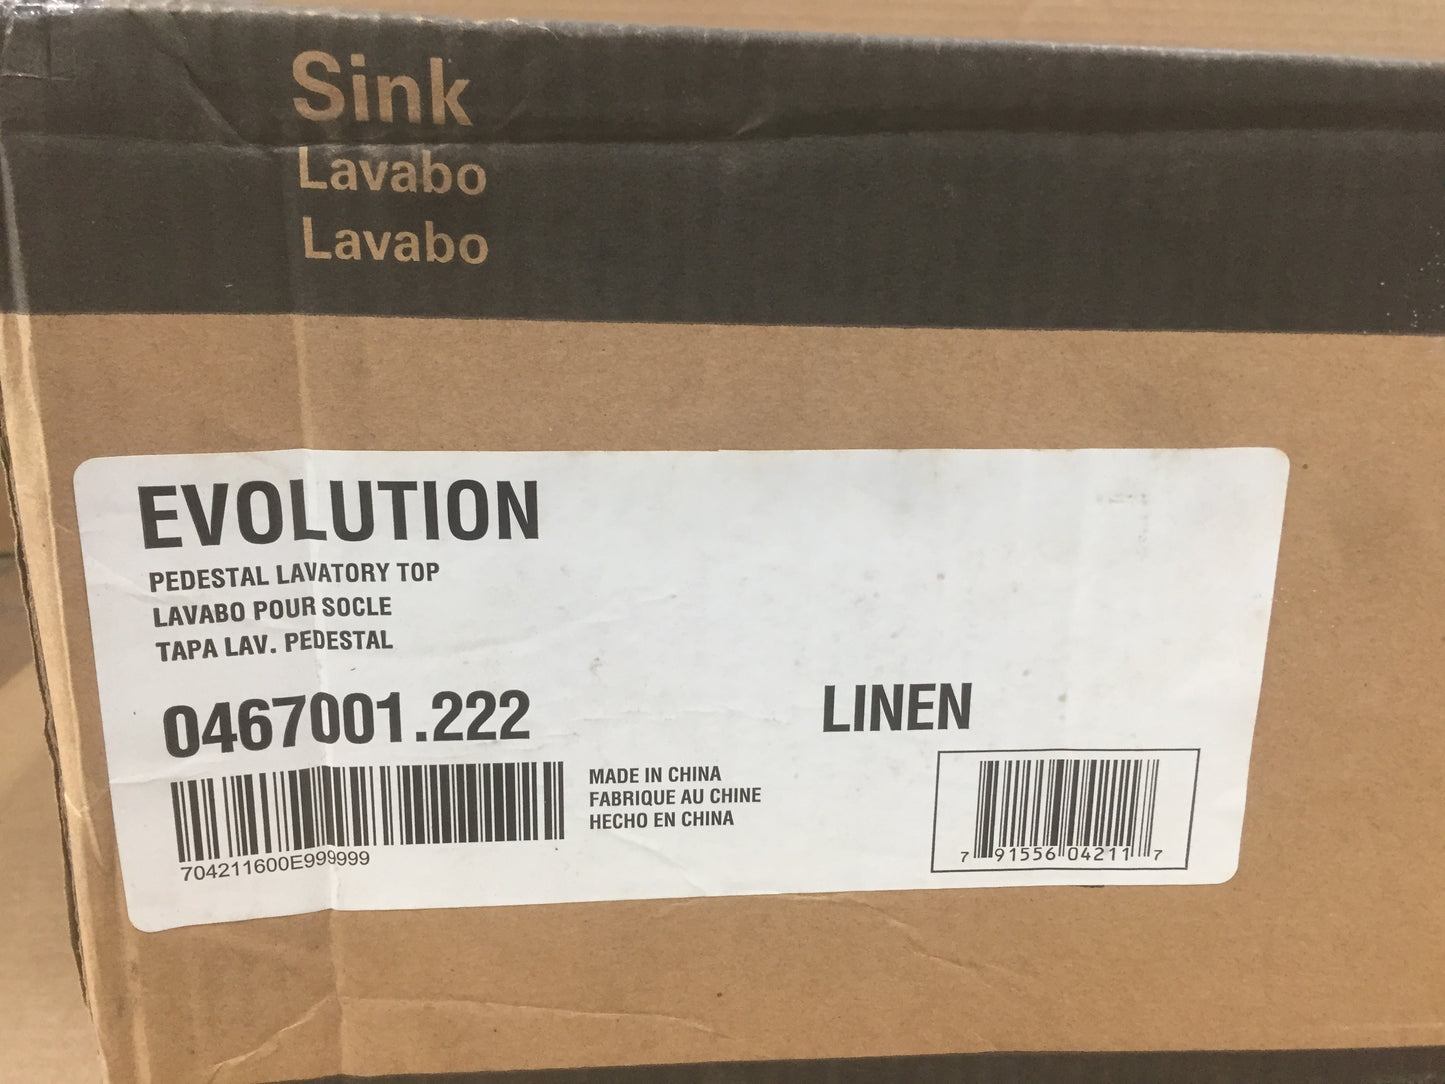 Sink
Lavabo
Lavabo
EVOLUTION
PEDESTAL LAVATORY TOP
LAVABO POUR SOCLE
TAPA LAV. PEDESTAL
0467001.222
LINEN
704211600E999999
MADE IN CHINA
FABRIQUE AU CHINE
HECHO EN CHINA
7 91556 04211 7